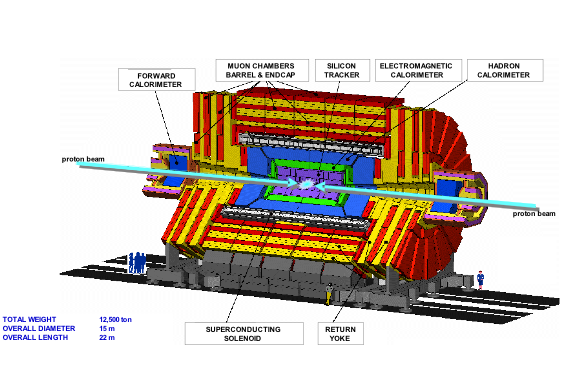 FORWARD
CALORIMETER
MUON CHAMBERS
BARREL & ENDCAP
SILICON
TRACKER
ELECTROMAGNETIC
CALORIMETER
HADRON
CALORIMETER
proton beam
proton beam
TOTAL WEIGHT 12,500 ton
OVERALL DIAMETER 15 m
OVERALL LENGTH 22 m
SUPERCONDUCTING
SOLENOID
RETURN
YOKE